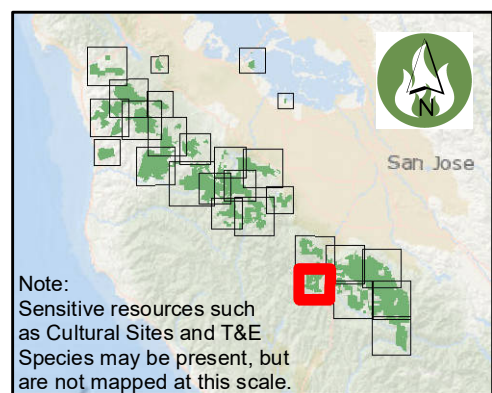 N
San Jose
Note:
Sensitive resources such
as Cultural Sites and T&E
Species may be present, but
are not mapped at this scale.